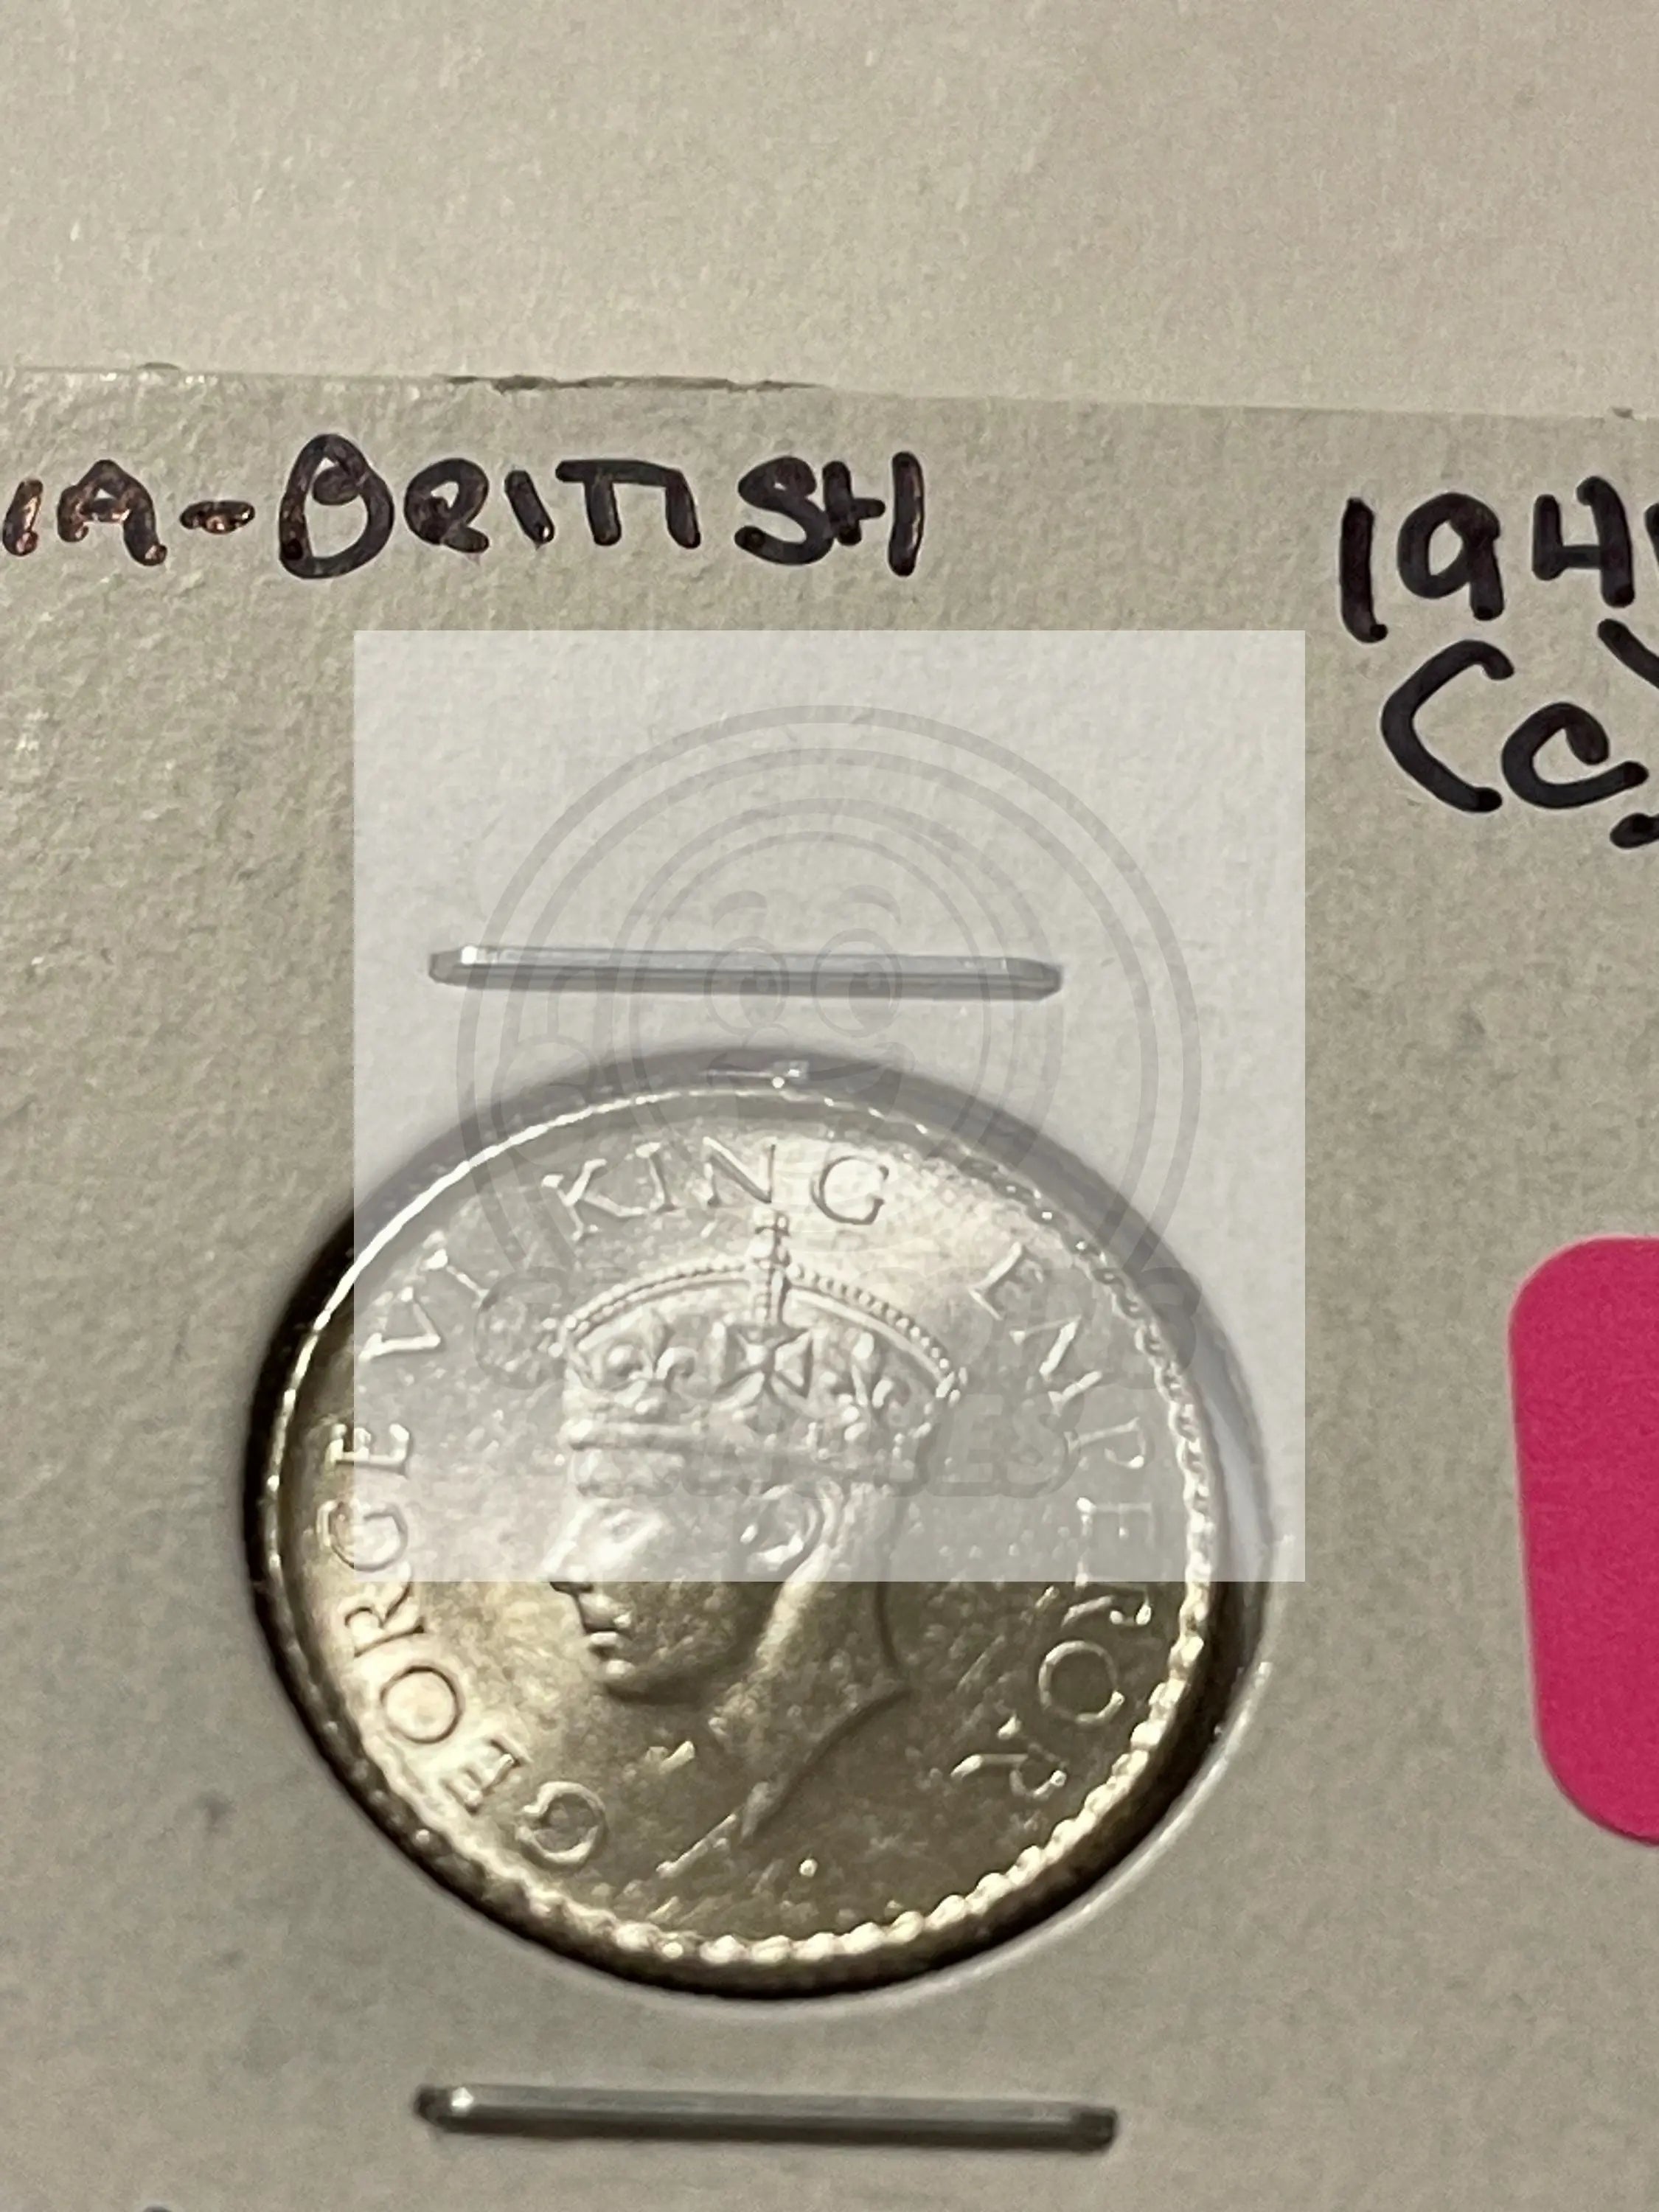 IA-BRITISH 194
(C)
GEORGE VI KING EMPEROR